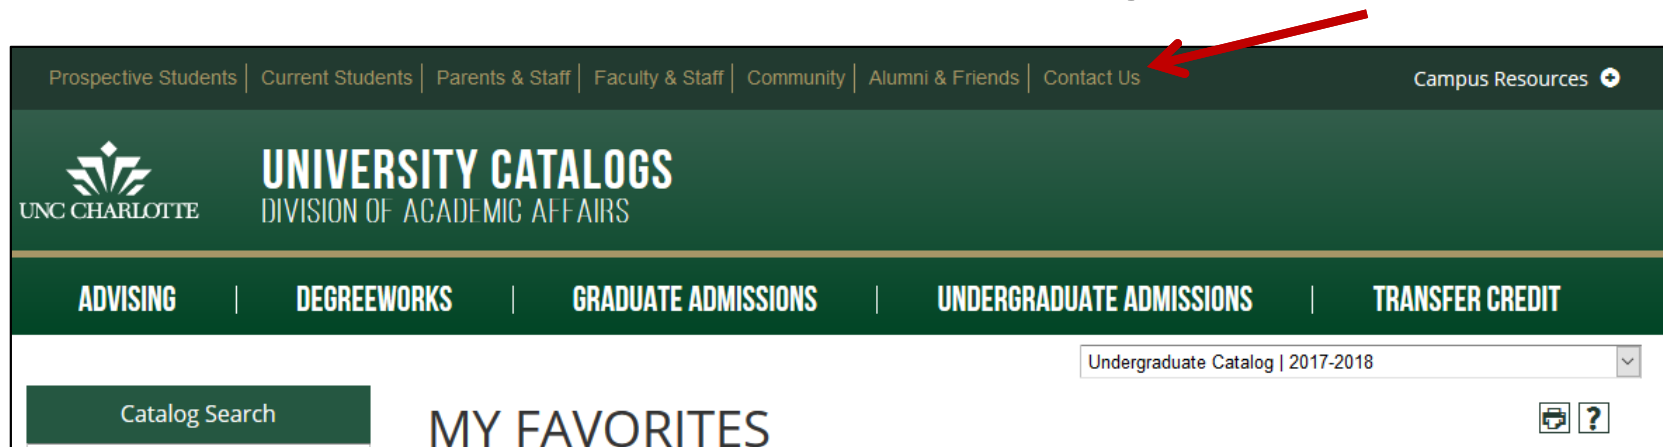 Prospective Students | Current Students | Parents & Staff | Faculty & Staff | Community | Alumni & Friends | Contact Us
Campus Resources
UNC CHARLOTTE
UNIVERSITY CATALOGS
DIVISION OF ACADEMIC AFFAIRS
ADVISING | DEGREEWORKS | GRADUATE ADMISSIONS | UNDERGRADUATE ADMISSIONS | TRANSFER CREDIT
Undergraduate Catalog | 2017-2018
Catalog Search
MY FAVORITES
?